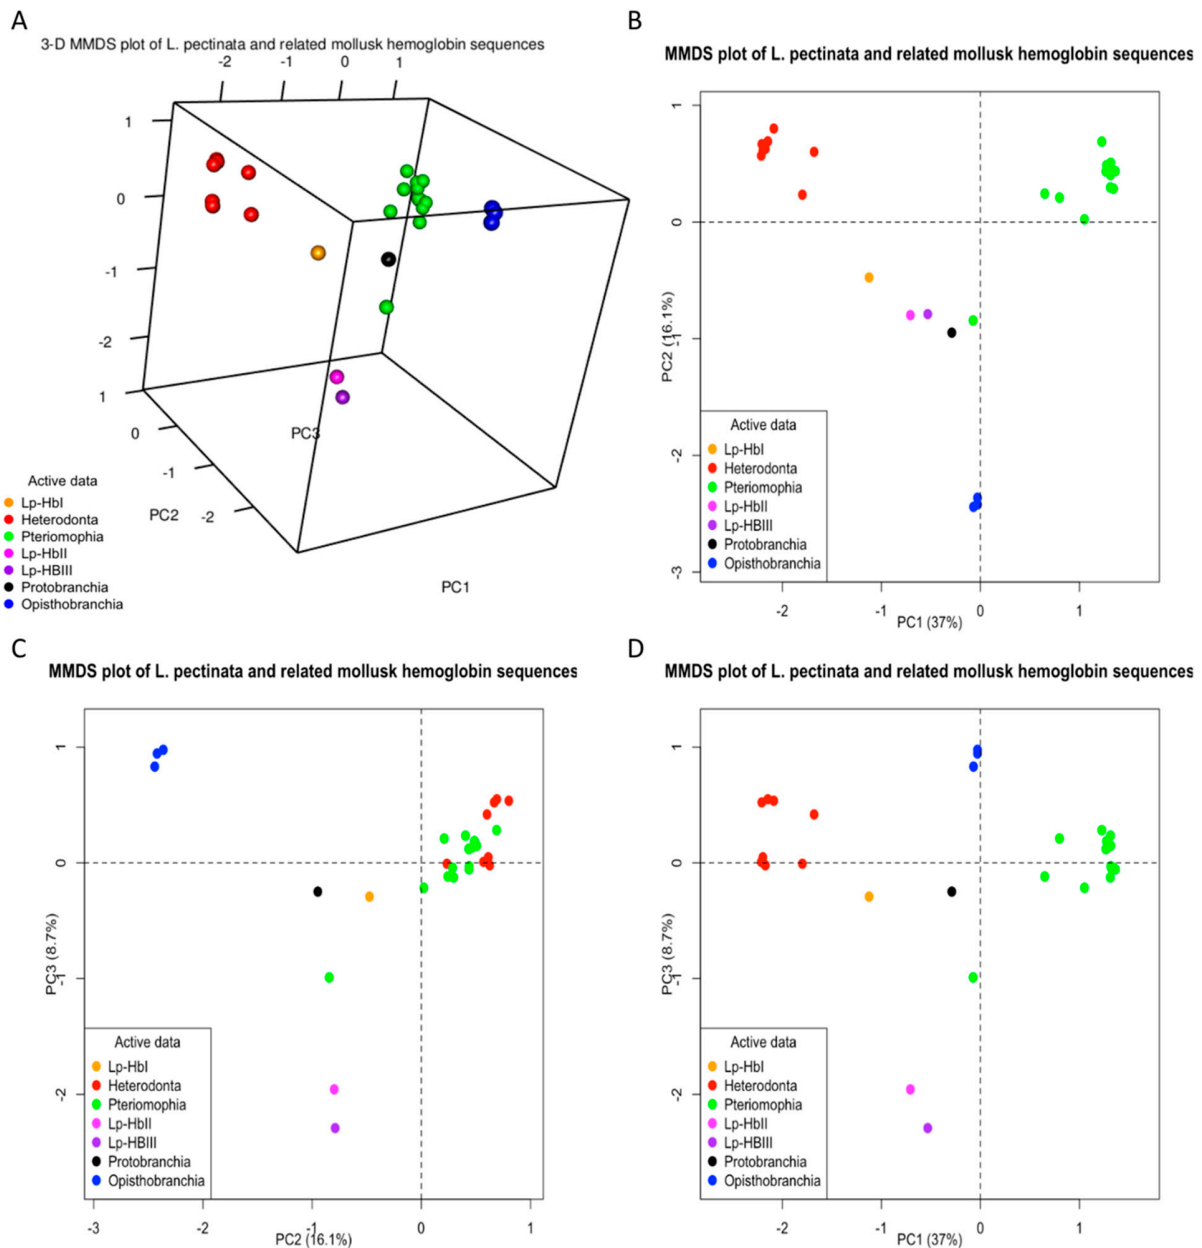 A
3-D MMDS plot of L. pectinata and related mollusk hemoglobin sequences
-2 -1 0 1
1
0
-1
-2
1
0
-1
-2
PC3
PC2
PC1
Active data
Lp-HbI
Heterodonta
Pteriomophia
Lp-HbII
Lp-HBIII
Protobranchia
Opisthobranchia
B
MMDS plot of L. pectinata and related mollusk hemoglobin sequences
1
0
-1
-2
-3
PC2 (16.1%)
Active data
Lp-HbI
Heterodonta
Pteriomophia
Lp-HbII
Lp-HBIII
Protobranchia
Opisthobranchia
-2 -1 0 1
PC1 (37%)
C
MMDS plot of L. pectinata and related mollusk hemoglobin sequences
1
0
-1
-2
PC3 (8.7%)
Active data
Lp-HbI
Heterodonta
Pteriomophia
Lp-HbII
Lp-HBIII
Protobranchia
Opisthobranchia
-3 -2 -1 0 1
PC2 (16.1%)
D
MMDS plot of L. pectinata and related mollusk hemoglobin sequences
1
0
-1
-2
PC3 (8.7%)
Active data
Lp-HbI
Heterodonta
Pteriomophia
Lp-HbII
Lp-HBIII
Protobranchia
Opisthobranchia
-2 -1 0 1
PC1 (37%)